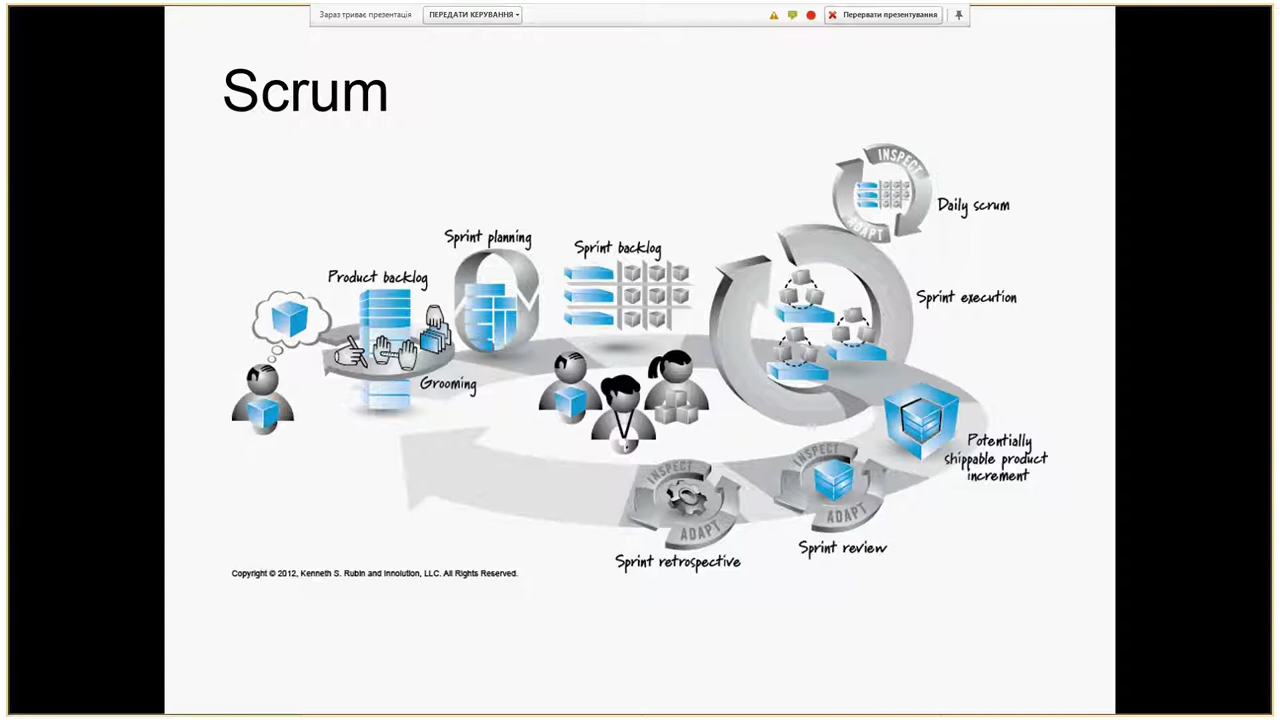 Зараз триває презентація
ПЕРЕДАТИ КЕРУВАННЯ
Перервати презентування
Scrum
INSPECT
ADAPT
Daily scrum
Sprint planning
Sprint backlog
Product backlog
Sprint execution
Grooming
Potentially
shippable product
increment
INSPECT
ADAPT
Sprint review
INSPECT
ADAPT
Sprint retrospective
Copyright © 2012, Kenneth S. Rubin and Innolution, LLC. All Rights Reserved.